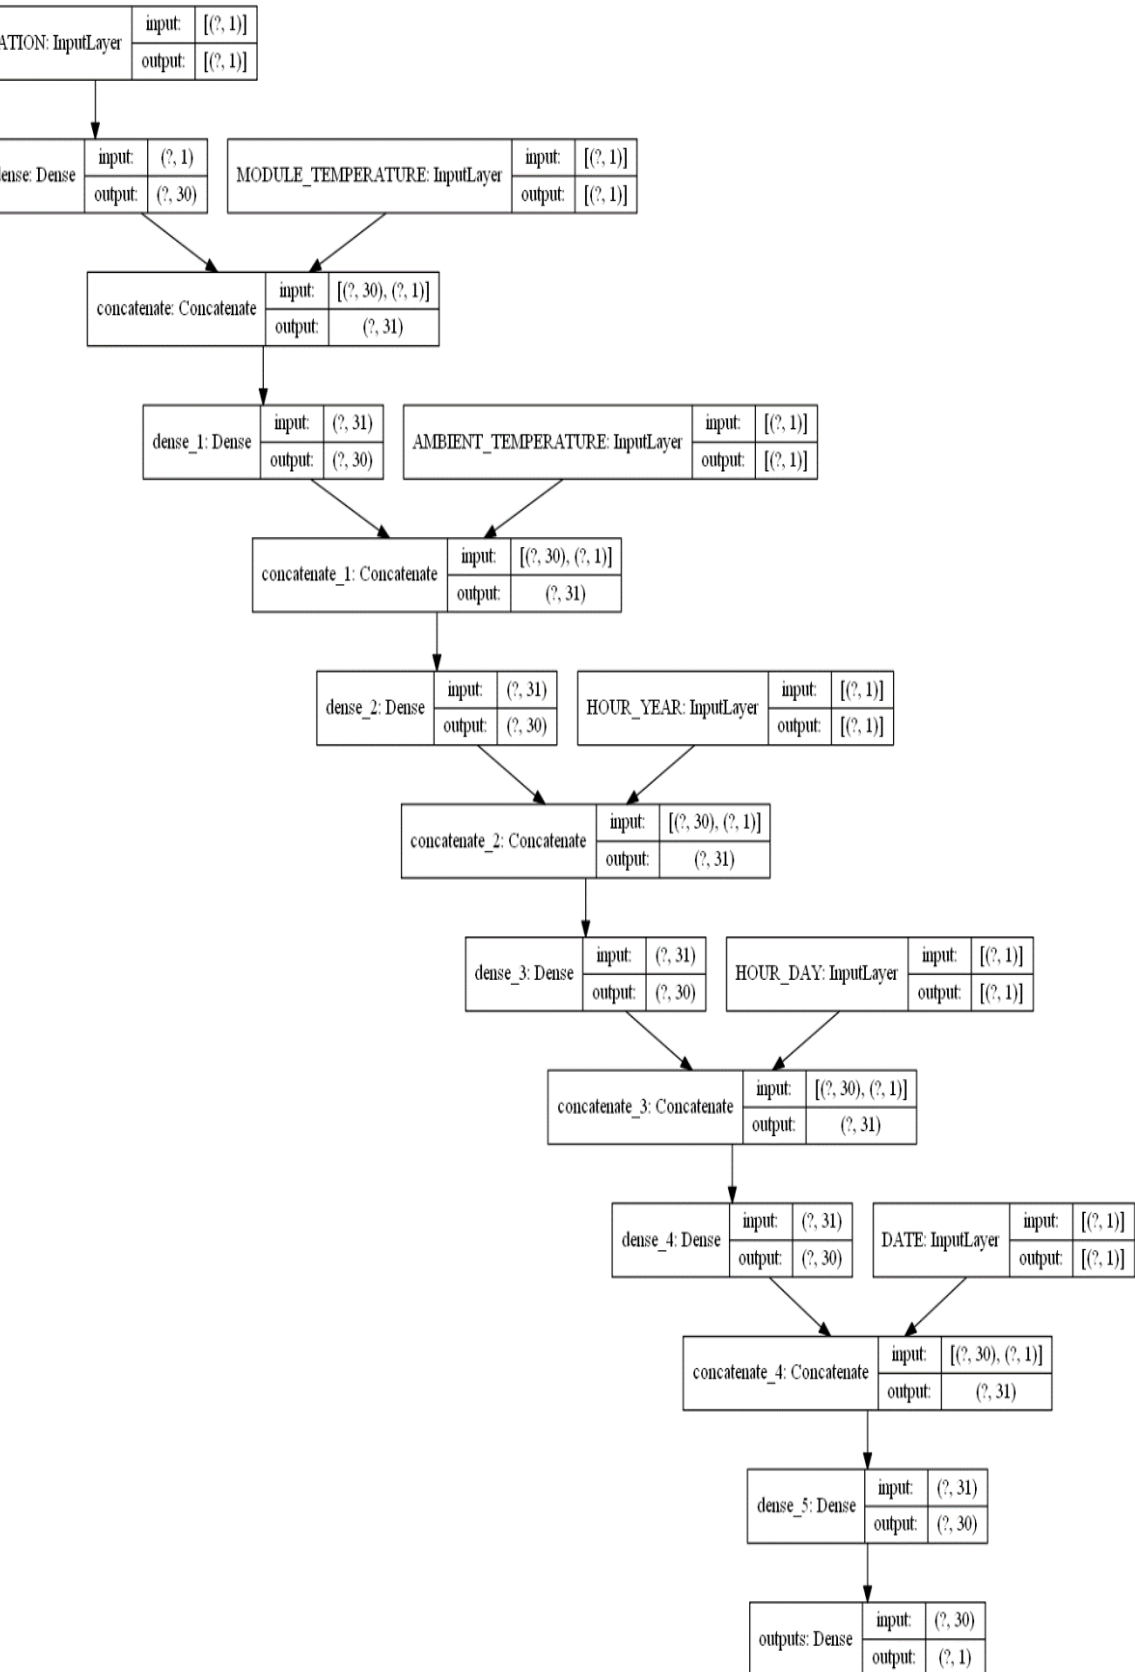 ATION: InputLayer input: [(?, 1)]
output: [(?, 1)]
ense: Dense input: (?, 1)
output: (?, 30)
MODULE_TEMPERATURE: InputLayer input: [(?, 1)]
output: [(?, 1)]
concatenate: Concatenate input: [(?, 30), (?, 1)]
output: (?, 31)
dense_1: Dense input: (?, 31)
output: (?, 30)
AMBIENT_TEMPERATURE: InputLayer input: [(?, 1)]
output: [(?, 1)]
concatenate_1: Concatenate input: [(?, 30), (?, 1)]
output: (?, 31)
dense_2: Dense input: (?, 31)
output: (?, 30)
HOUR_YEAR: InputLayer input: [(?, 1)]
output: [(?, 1)]
concatenate_2: Concatenate input: [(?, 30), (?, 1)]
output: (?, 31)
dense_3: Dense input: (?, 31)
output: (?, 30)
HOUR_DAY: InputLayer input: [(?, 1)]
output: [(?, 1)]
concatenate_3: Concatenate input: [(?, 30), (?, 1)]
output: (?, 31)
dense_4: Dense input: (?, 31)
output: (?, 30)
DATE: InputLayer input: [(?, 1)]
output: [(?, 1)]
concatenate_4: Concatenate input: [(?, 30), (?, 1)]
output: (?, 31)
dense_5: Dense input: (?, 31)
output: (?, 30)
outputs: Dense input: (?, 30)
output: (?, 1)